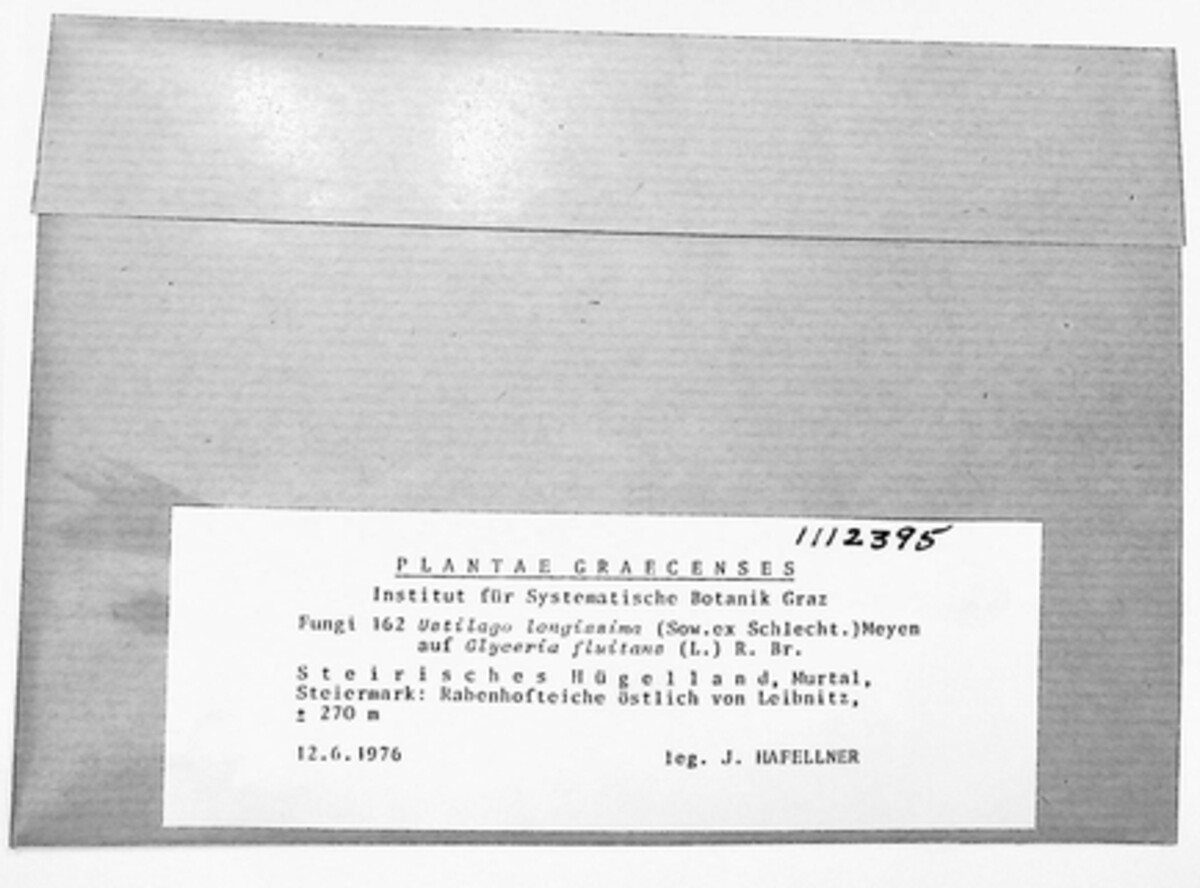 1112395
PLANTAE GRAECENSES
Institut für Systematische Botanik Graz
Fungi 162 Ustilago longissima (Sow.ex Schlecht.)Meyen
auf Glyceria fluitans (L.) R. Br.
Steirisches Hügelland, Murtal,
Steiermark: Rabenhofteiche östlich von Leibnitz,
± 270 m
12.6.1976 leg. J. HAFELLNER